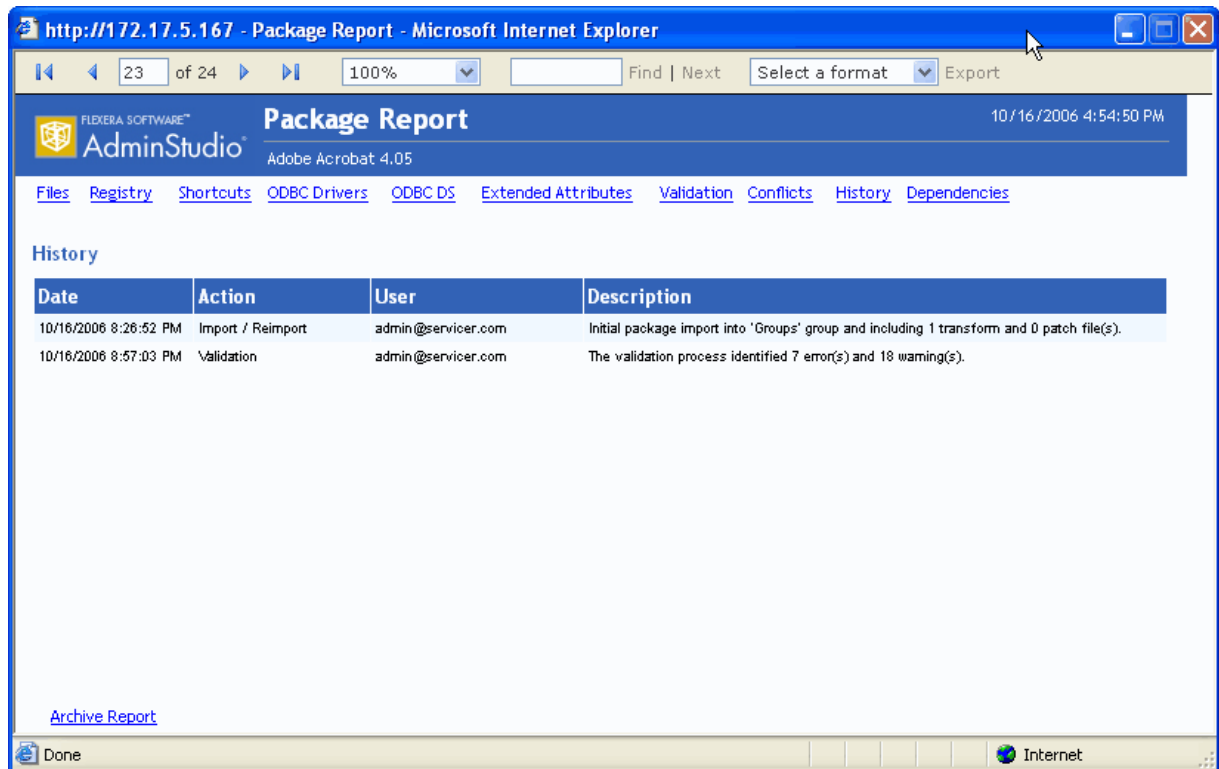 http://172.17.5.167 - Package Report - Microsoft Internet Explorer
23 of 24 100% Find | Next Select a format Export
FLEXERA SOFTWARE™
AdminStudio®
Package Report
10/16/2006 4:54:50 PM
Adobe Acrobat 4.05
Files Registry Shortcuts ODBC Drivers ODBC DS Extended Attributes Validation Conflicts History Dependencies
History
Date Action User Description
10/16/2006 8:26:52 PM Import / Reimport admin@servicer.com Initial package import into 'Groups' group and including 1 transform and 0 patch file(s).
10/16/2006 8:57:03 PM Validation admin@servicer.com The validation process identified 7 error(s) and 18 warning(s).
Archive Report
Done Internet